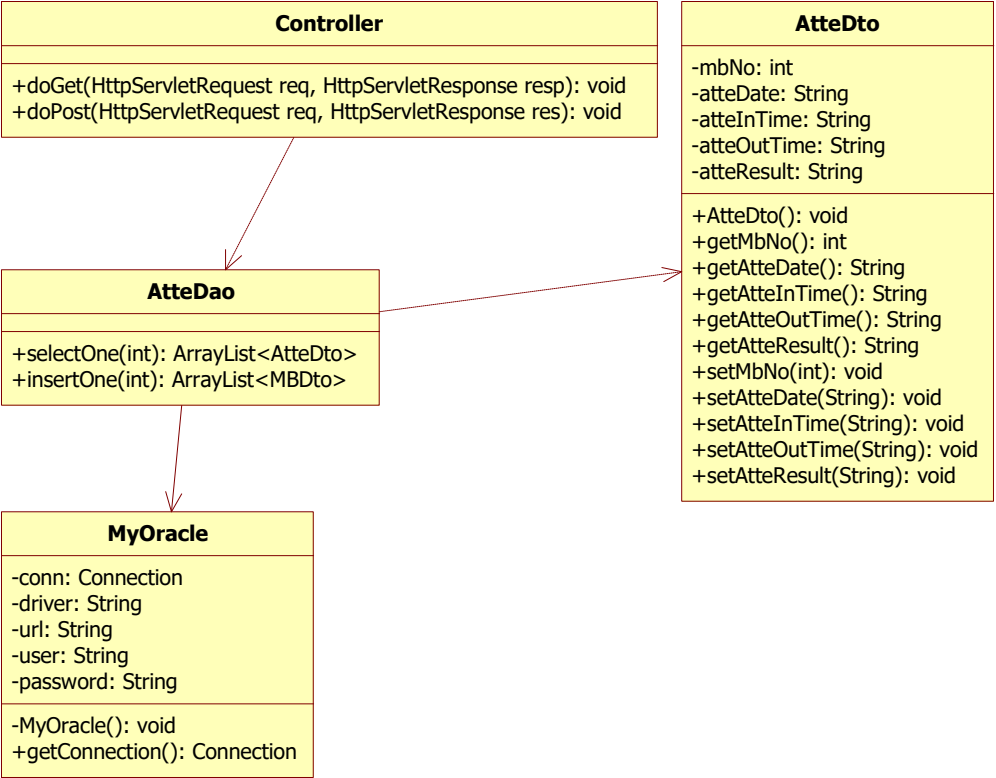 Controller
+doGet(HttpServletRequest req, HttpServletResponse resp): void
+doPost(HttpServletRequest req, HttpServletResponse res): void
AtteDto
-mbNo: int
-atteDate: String
-atteInTime: String
-atteOutTime: String
-atteResult: String
+AtteDto(): void
+getMbNo(): int
+getAtteDate(): String
+getAtteInTime(): String
+getAtteOutTime(): String
+getAtteResult(): String
+setMbNo(int): void
+setAtteDate(String): void
+setAtteInTime(String): void
+setAtteOutTime(String): void
+setAtteResult(String): void
AtteDao
+selectOne(int): ArrayList<AtteDto>
+insertOne(int): ArrayList<MBDto>
MyOracle
-conn: Connection
-driver: String
-url: String
-user: String
-password: String
-MyOracle(): void
+getConnection(): Connection